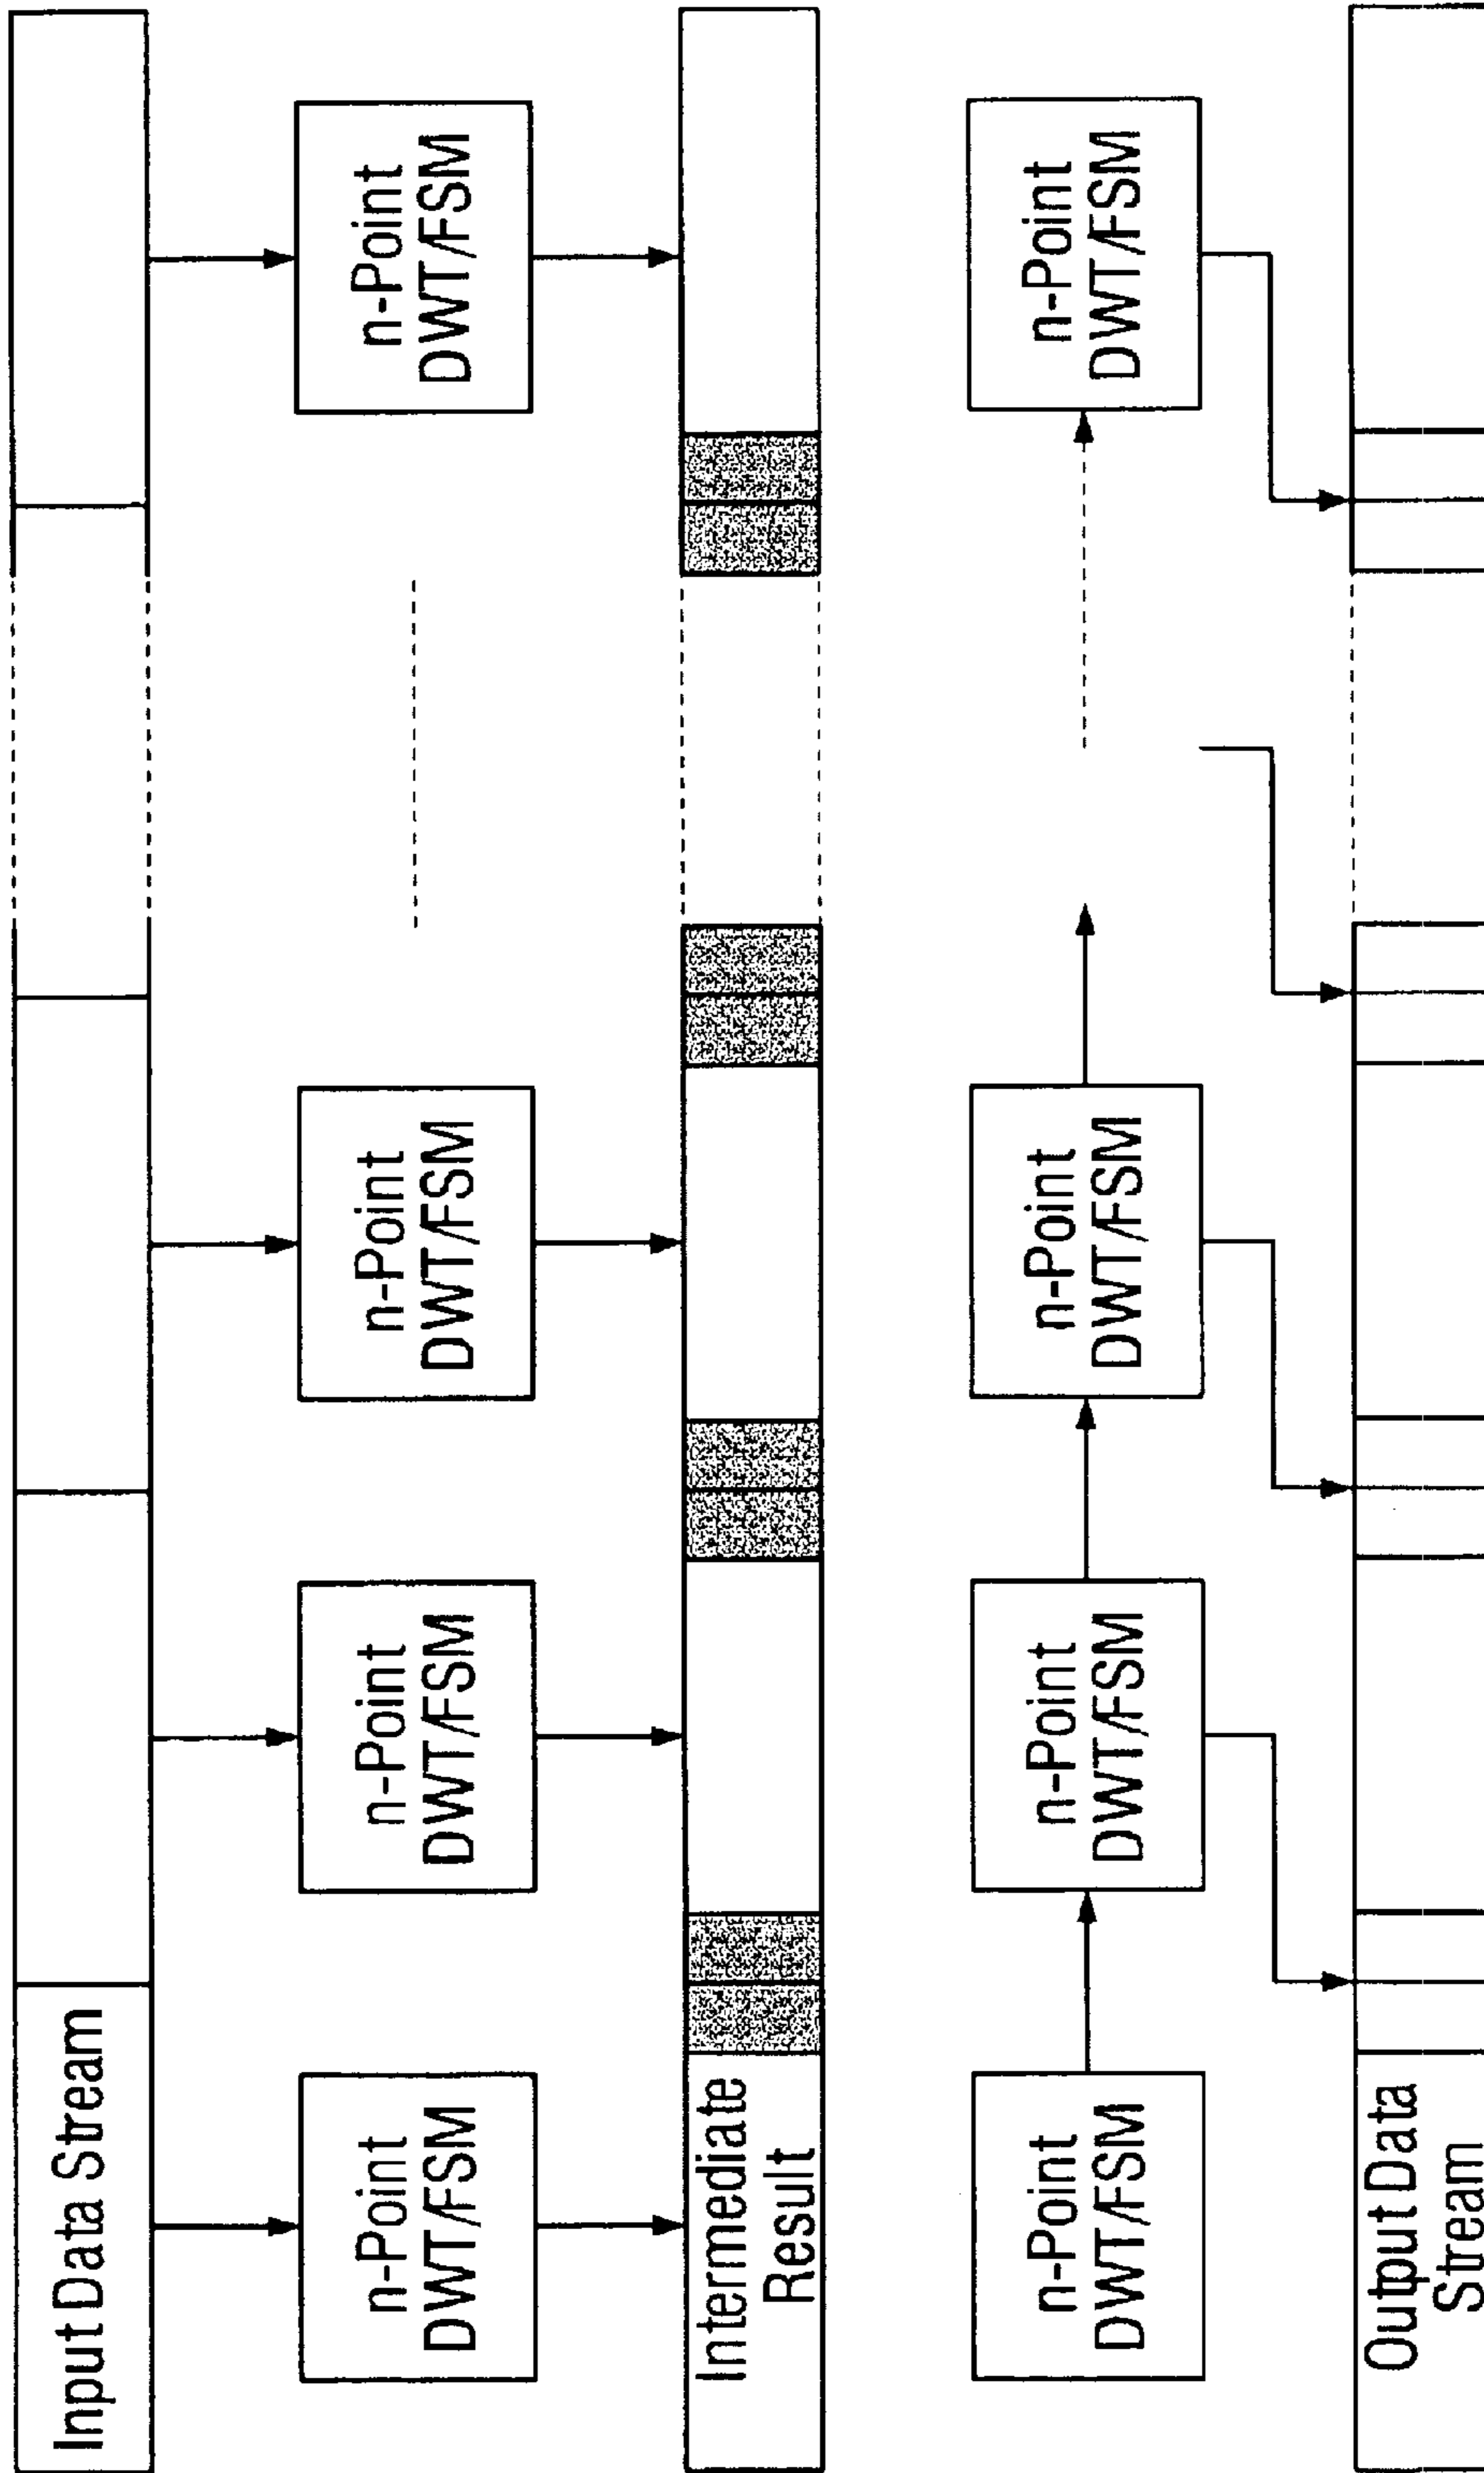 Input Data Stream
n-Point
DWT/FSM
n-Point
DWT/FSM
n-Point
DWT/FSM
n-Point
DWT/FSM
Intermediate
Result
n-Point
DWT/FSM
n-Point
DWT/FSM
n-Point
DWT/FSM
n-Point
DWT/FSM
Output Data
Stream